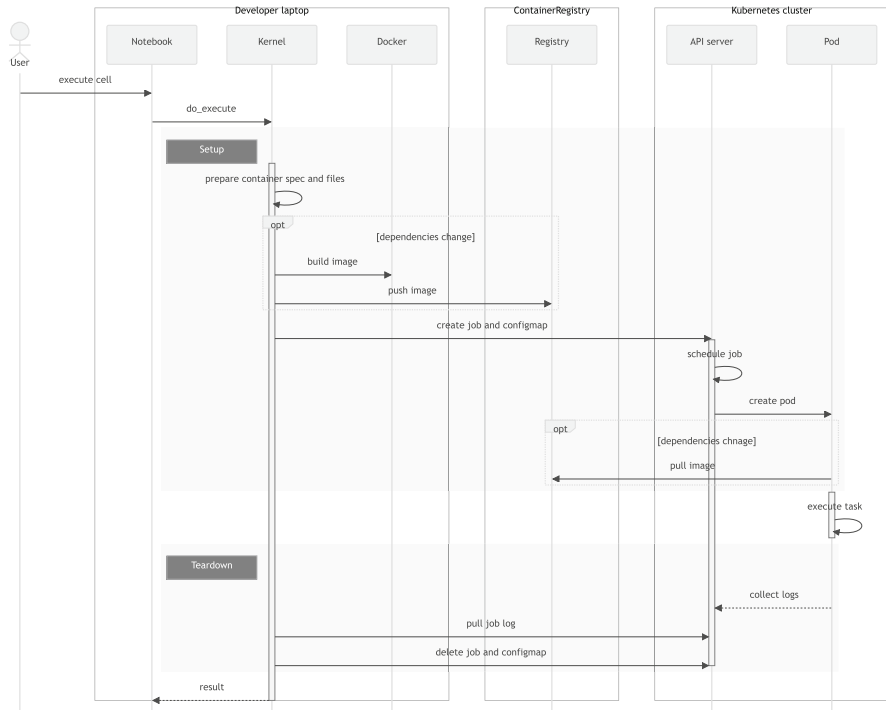 Developer laptop
ContainerRegistry
Kubernetes cluster
User
Notebook
Kernel
Docker
Registry
API server
Pod
execute cell
do_execute
Setup
prepare container spec and files
opt
[dependencies change]
build image
push image
create job and configmap
schedule job
create pod
opt
[dependencies chnage]
pull image
execute task
Teardown
collect logs
pull job log
delete job and configmap
result